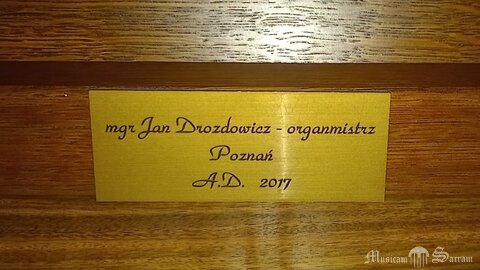 mgr Jan Drozdowicz - organmistrz
Poznań
A.D. 2017
Musicam Sacram